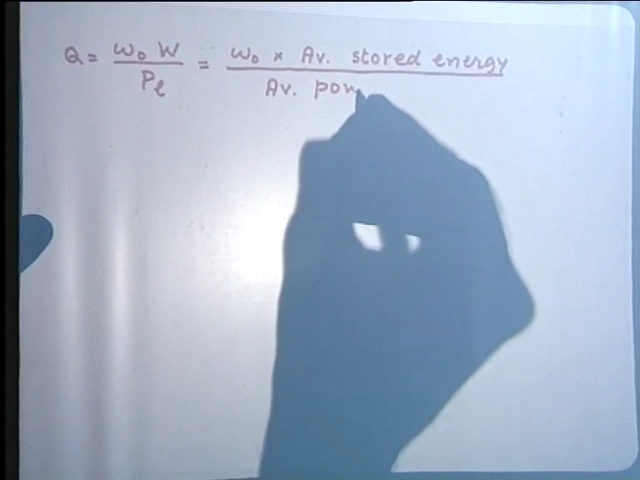 Q = ω₀ W / Pℓ = ω₀ × Av. stored energy / Av. pow